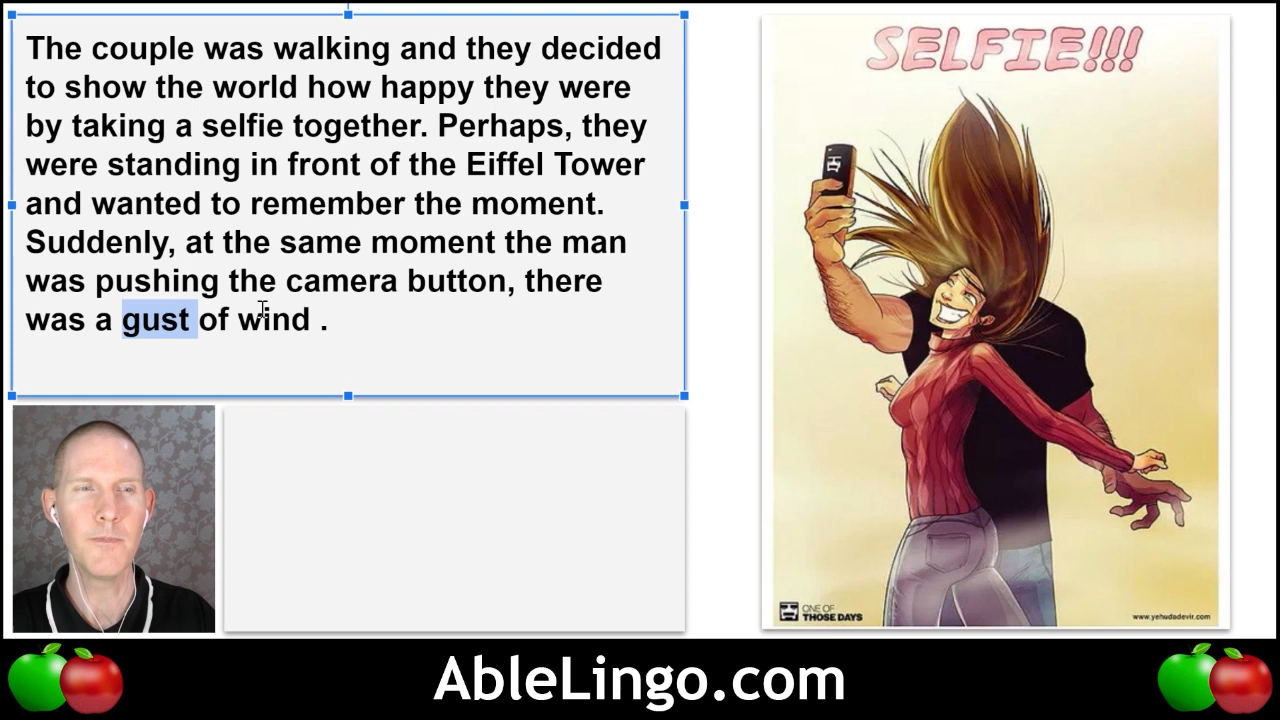 The couple was walking and they decided
to show the world how happy they were
by taking a selfie together. Perhaps, they
were standing in front of the Eiffel Tower
and wanted to remember the moment.
Suddenly, at the same moment the man
was pushing the camera button, there
was a gust of wind .
SELFIE!!!
ONE OF
THOSE DAYS
www.yehudadevir.com
AbleLingo.com